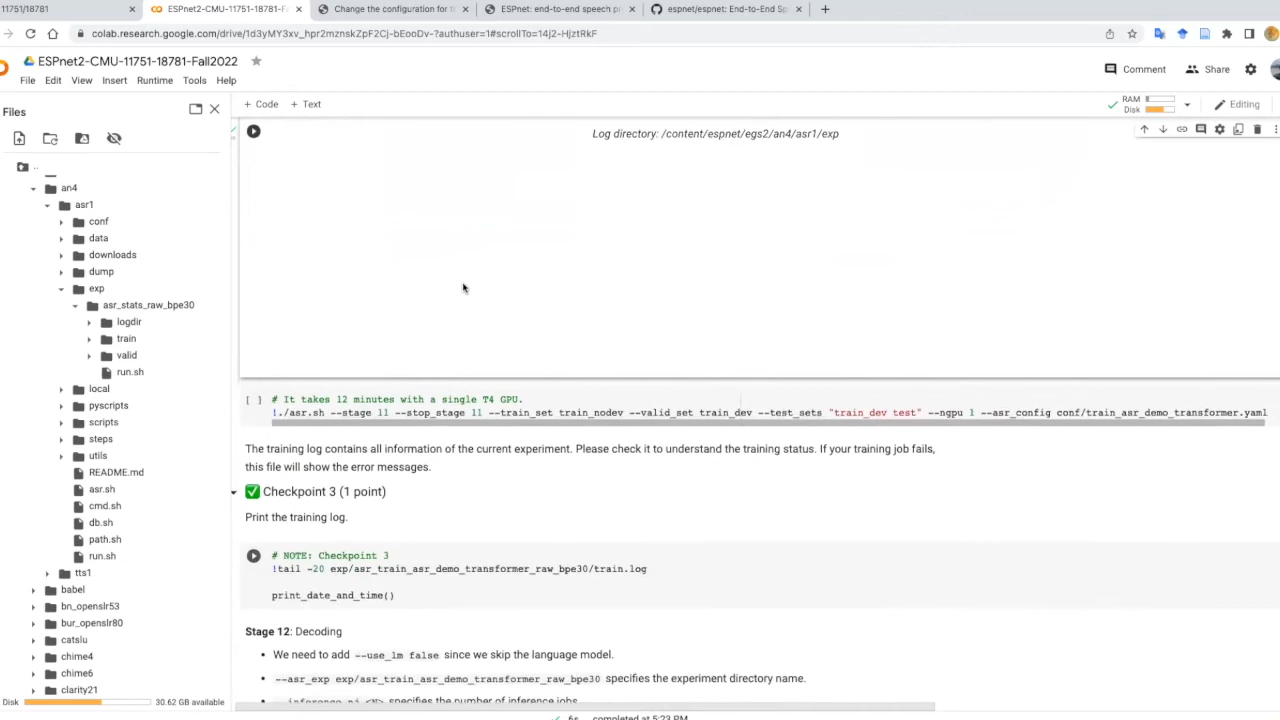 11751/18781
ESPnet2-CMU-11751-18781-F
Change the configuration for t
ESPnet: end-to-end speech pr
espnet/espnet: End-to-End S
colab.research.google.com/drive/1d3yMY3xv_hpr2mznskZpF2Cj-bEooDv-?authuser=1#scrollTo=14j2-HjztRkF
ESPnet2-CMU-11751-18781-Fall2022
File Edit View Insert Runtime Tools Help
Comment
Share
Files
+ Code + Text
RAM
Disk
Editing
..
an4
asr1
conf
data
downloads
dump
exp
asr_stats_raw_bpe30
logdir
train
valid
run.sh
local
pyscripts
scripts
steps
utils
README.md
asr.sh
cmd.sh
db.sh
path.sh
run.sh
tts1
babel
bn_openslr53
bur_openslr80
catslu
chime4
chime6
clarity21
Disk 30.62 GB available
Log directory: /content/espnet/egs2/an4/asr1/exp
[ ] # It takes 12 minutes with a single T4 GPU.
!./asr.sh --stage 11 --stop_stage 11 --train_set train_nodev --valid_set train_dev --test_sets "train_dev test" --ngpu 1 --asr_config conf/train_asr_demo_transformer.yaml
The training log contains all information of the current experiment. Please check it to understand the training status. If your training job fails,
this file will show the error messages.
✅ Checkpoint 3 (1 point)
Print the training log.
# NOTE: Checkpoint 3
!tail -20 exp/asr_train_asr_demo_transformer_raw_bpe30/train.log
print_date_and_time()
Stage 12: Decoding
• We need to add --use_lm false since we skip the language model.
• --asr_exp exp/asr_train_asr_demo_transformer_raw_bpe30 specifies the experiment directory name.
• --inference_nj <N> specifies the number of inference jobs
6s completed at 5:23 PM